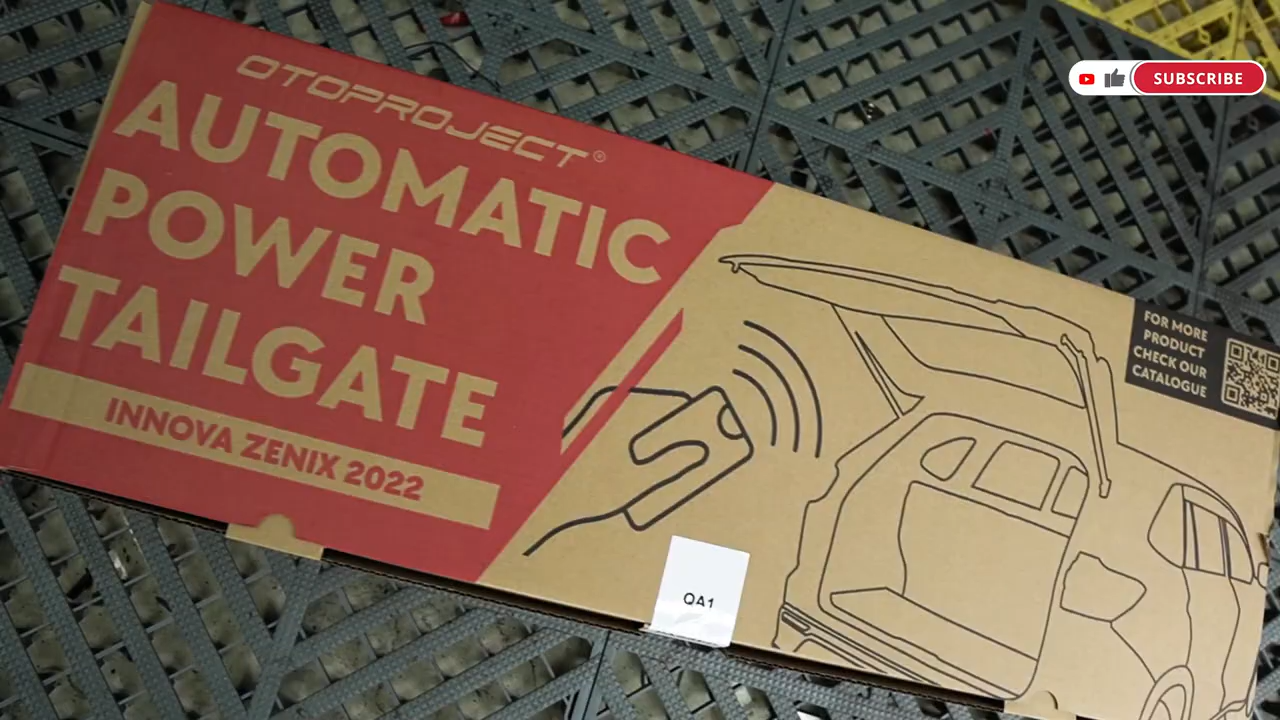 OTOPROJECT®
AUTOMATIC
POWER
TAILGATE
INNOVA ZENIX 2022
FOR MORE
PRODUCT
CHECK OUR
CATALOGUE
QA1
SUBSCRIBE